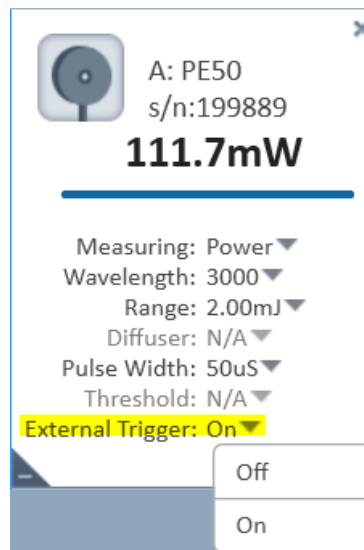 A: PE50
s/n:199889
111.7mW
Measuring: Power
Wavelength: 3000
Range: 2.00mJ
Diffuser: N/A
Pulse Width: 50uS
Threshold: N/A
External Trigger: On
Off
On